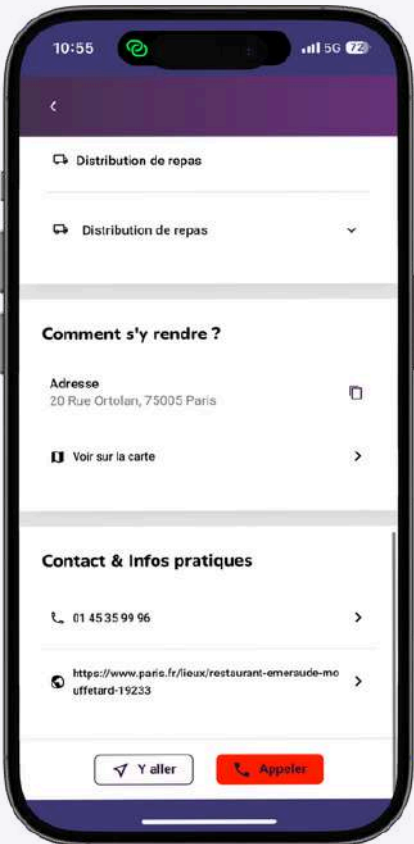 10:55
5G 72
Distribution de repas
Distribution de repas
Comment s'y rendre ?
Adresse
20 Rue Ortolan, 75005 Paris
Voir sur la carte
Contact & Infos pratiques
01 45 35 99 96
https://www.paris.fr/lieux/restaurant-emeraude-mo
uffetard-19233
Y aller
Appeler